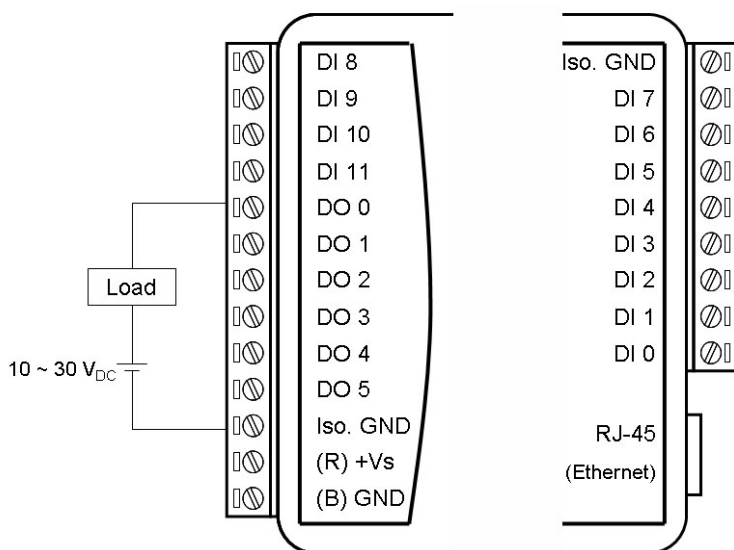 DI 8
DI 9
DI 10
DI 11
DO 0
DO 1
DO 2
DO 3
DO 4
DO 5
Iso. GND
(R) +Vs
(B) GND
Load
10 ~ 30 VDC
Iso. GND
DI 7
DI 6
DI 5
DI 4
DI 3
DI 2
DI 1
DI 0
RJ-45
(Ethernet)